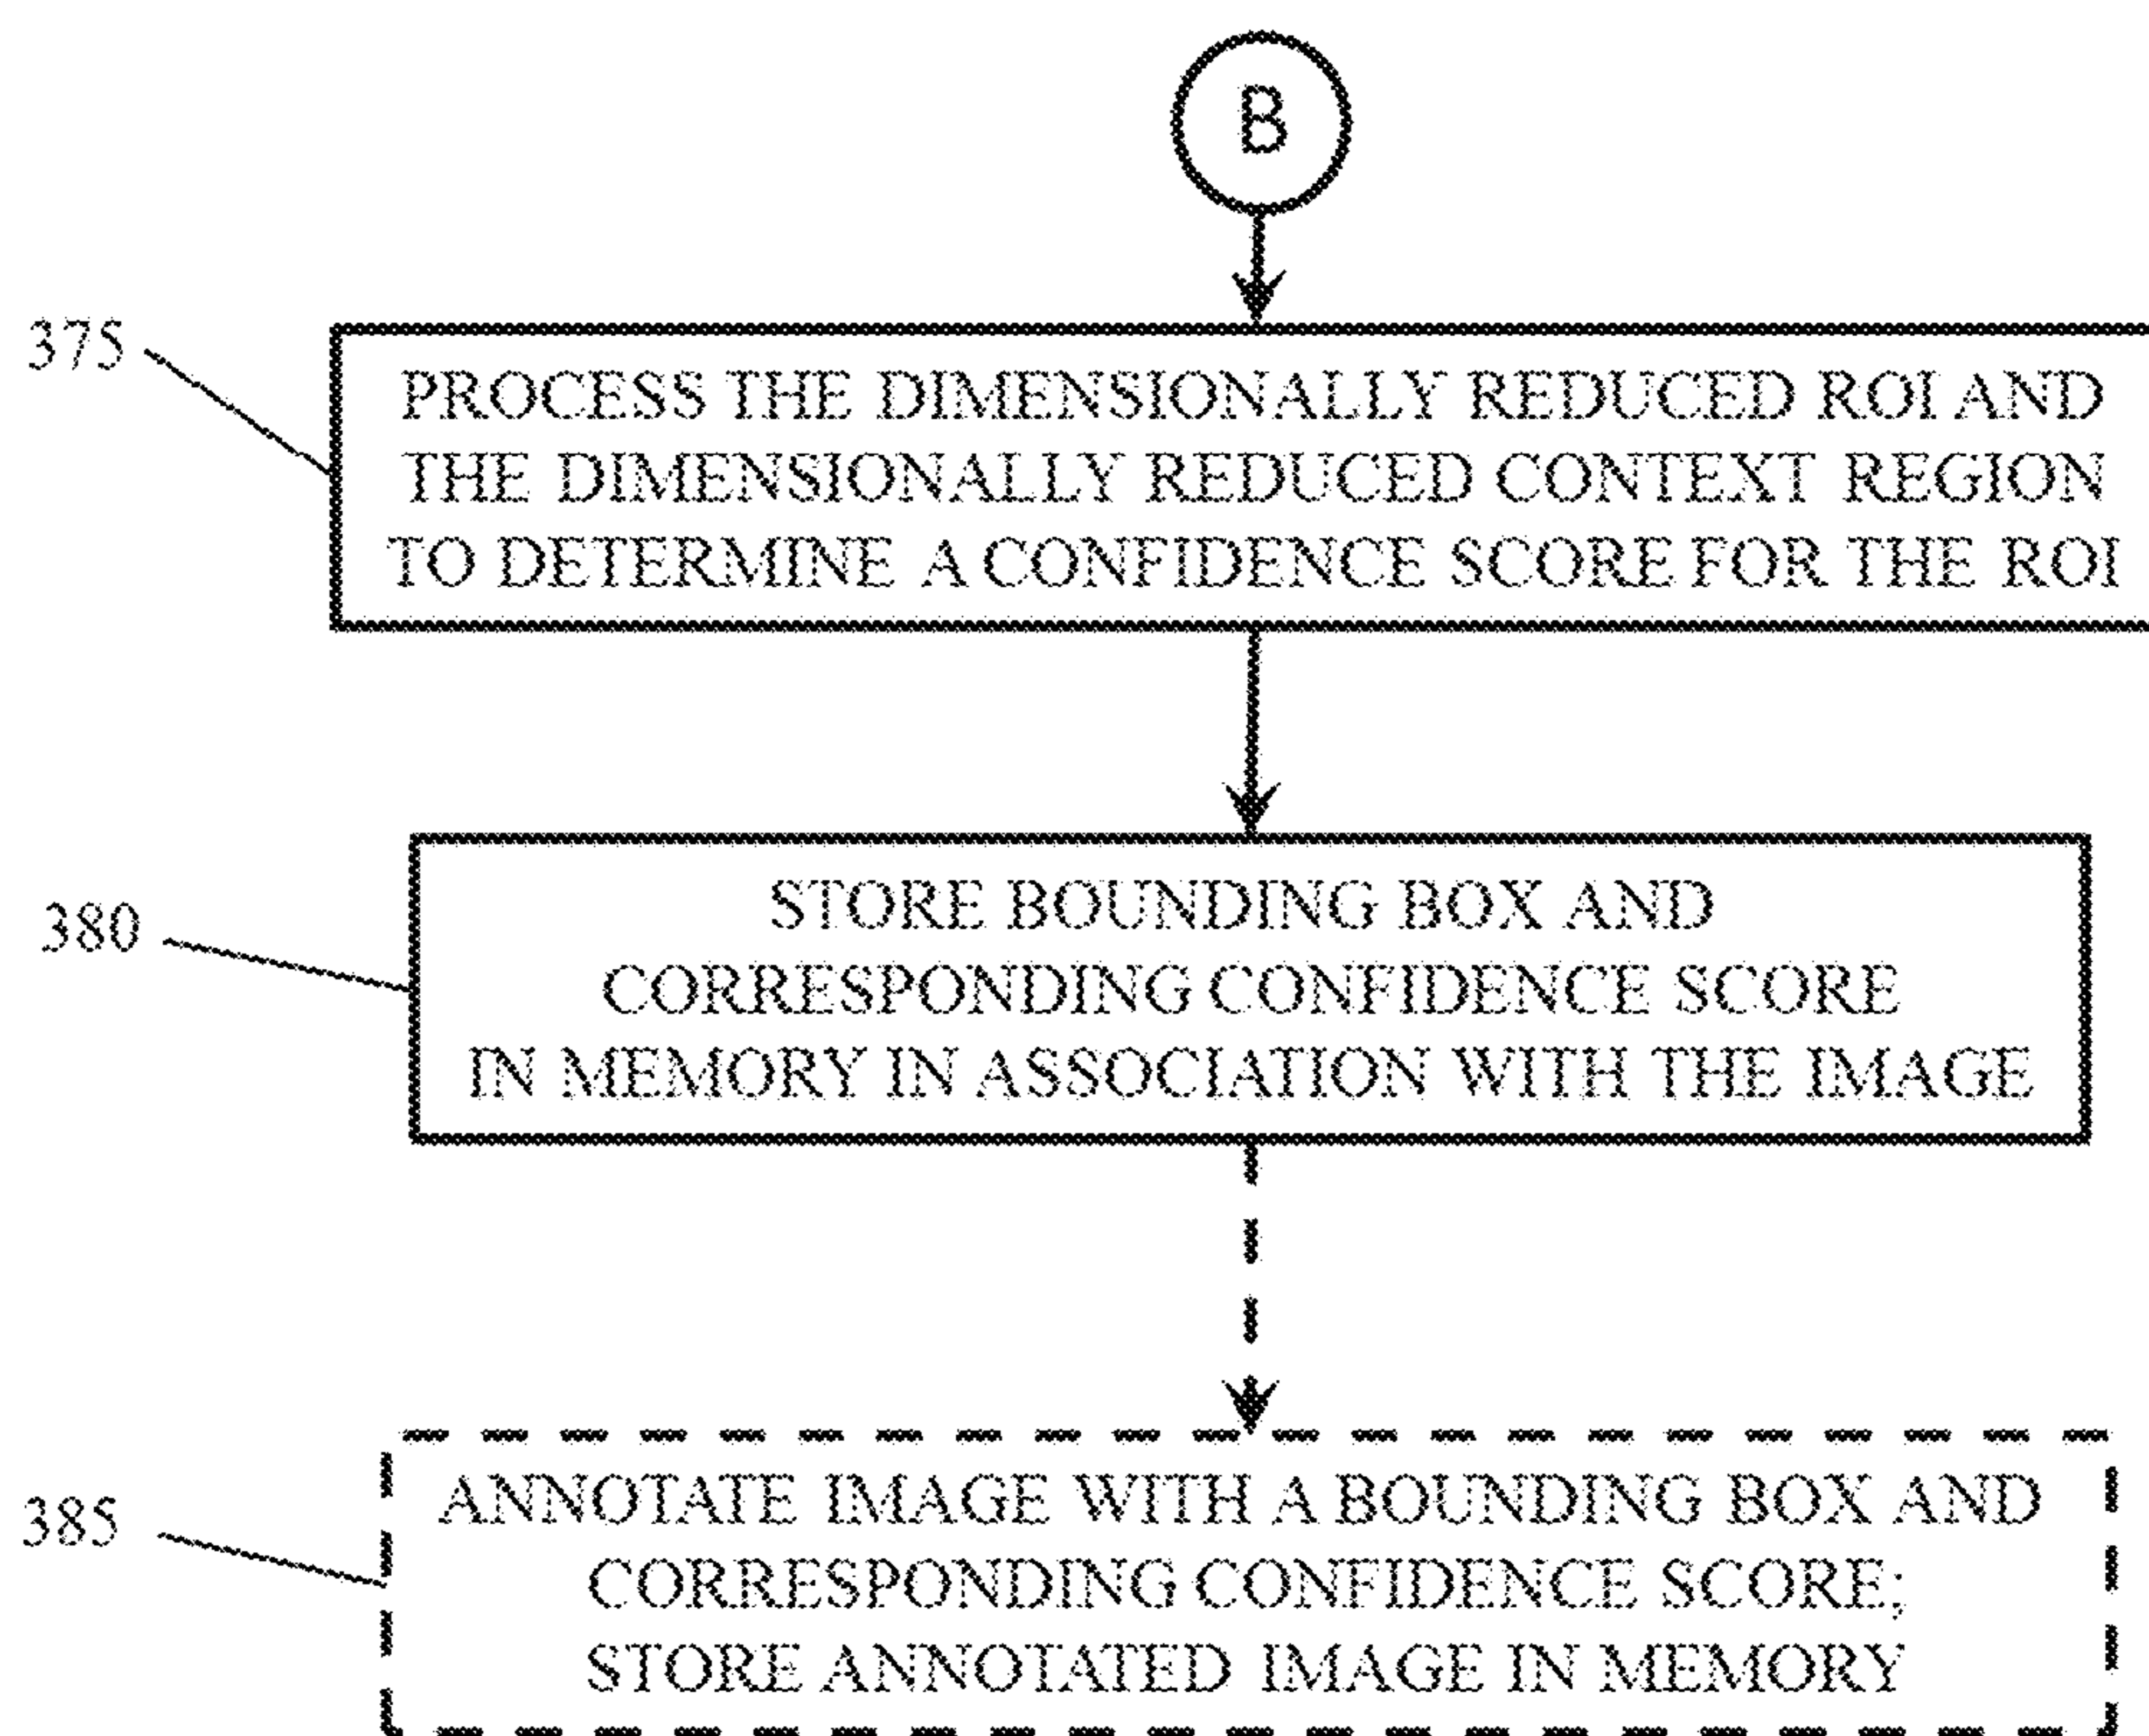 B
375
PROCESS THE DIMENSIONALLY REDUCED ROI AND
THE DIMENSIONALLY REDUCED CONTEXT REGION
TO DETERMINE A CONFIDENCE SCORE FOR THE ROI
380
STORE BOUNDING BOX AND
CORRESPONDING CONFIDENCE SCORE
IN MEMORY IN ASSOCIATION WITH THE IMAGE
385
ANNOTATE IMAGE WITH A BOUNDING BOX AND
CORRESPONDING CONFIDENCE SCORE;
STORE ANNOTATED IMAGE IN MEMORY